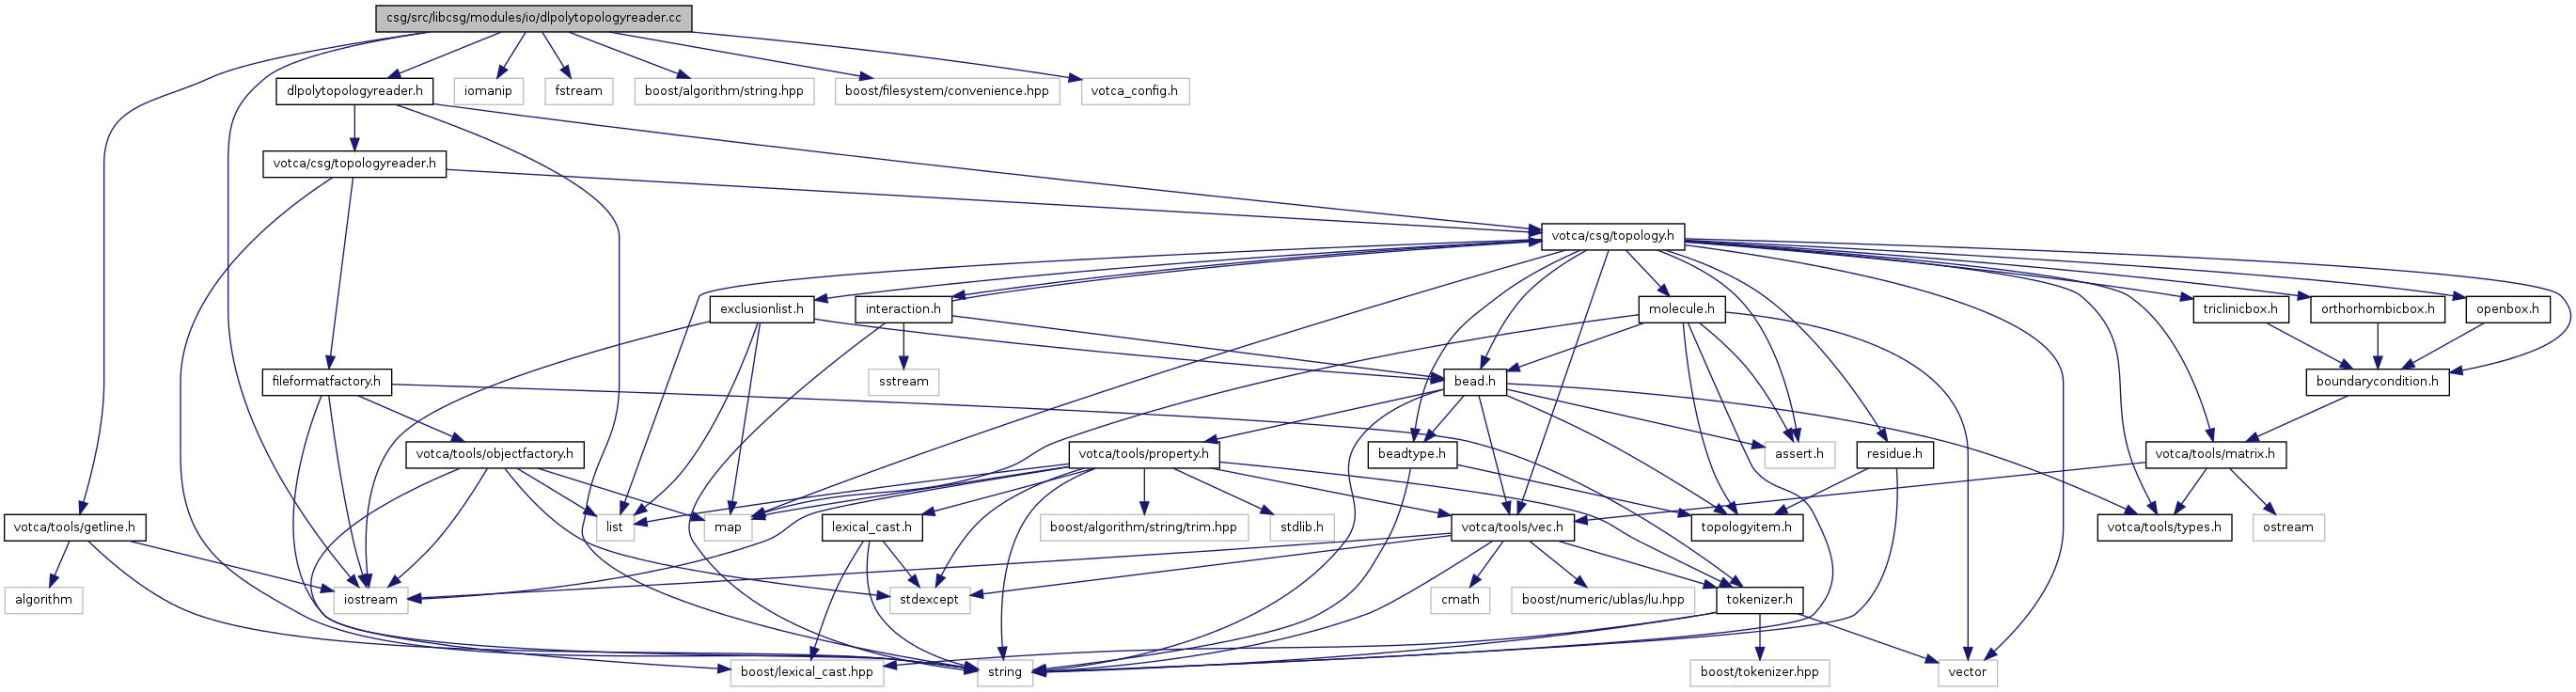 csg/src/libcsg/modules/io/dlpolytopologyreader.cc
dlpolytopologyreader.h
iomanip
fstream
boost/algorithm/string.hpp
boost/filesystem/convenience.hpp
votca_config.h
votca/csg/topologyreader.h
votca/csg/topology.h
exclusionlist.h
interaction.h
molecule.h
triclinicbox.h
orthorhombicbox.h
openbox.h
fileformatfactory.h
sstream
bead.h
boundarycondition.h
votca/tools/objectfactory.h
votca/tools/property.h
beadtype.h
assert.h
residue.h
votca/tools/matrix.h
votca/tools/getline.h
list
map
lexical_cast.h
boost/algorithm/string/trim.hpp
stdlib.h
votca/tools/vec.h
topologyitem.h
votca/tools/types.h
ostream
algorithm
iostream
stdexcept
cmath
boost/numeric/ublas/lu.hpp
tokenizer.h
boost/lexical_cast.hpp
string
boost/tokenizer.hpp
vector